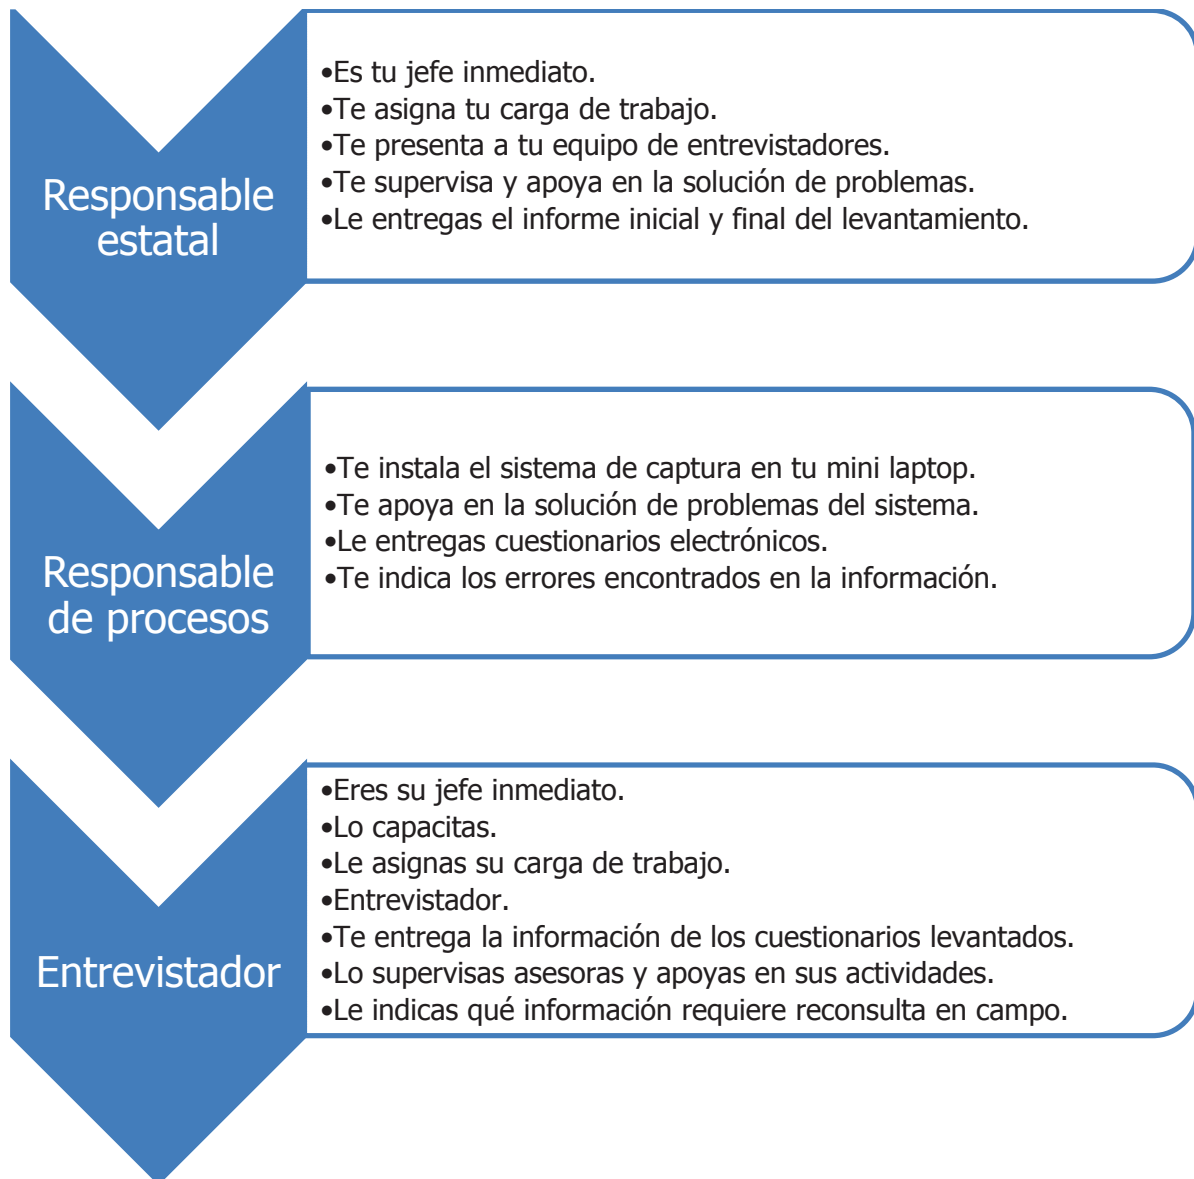 Responsable
estatal
•Es tu jefe inmediato.
•Te asigna tu carga de trabajo.
•Te presenta a tu equipo de entrevistadores.
•Te supervisa y apoya en la solución de problemas.
•Le entregas el informe inicial y final del levantamiento.
Responsable
de procesos
•Te instala el sistema de captura en tu mini laptop.
•Te apoya en la solución de problemas del sistema.
•Le entregas cuestionarios electrónicos.
•Te indica los errores encontrados en la información.
Entrevistador
•Eres su jefe inmediato.
•Lo capacitas.
•Le asignas su carga de trabajo.
•Entrevistador.
•Te entrega la información de los cuestionarios levantados.
•Lo supervisas asesoras y apoyas en sus actividades.
•Le indicas qué información requiere reconsulta en campo.